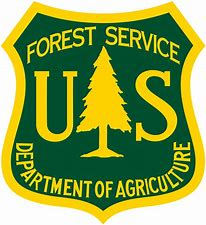 FOREST SERVICE
U S
DEPARTMENT OF AGRICULTURE